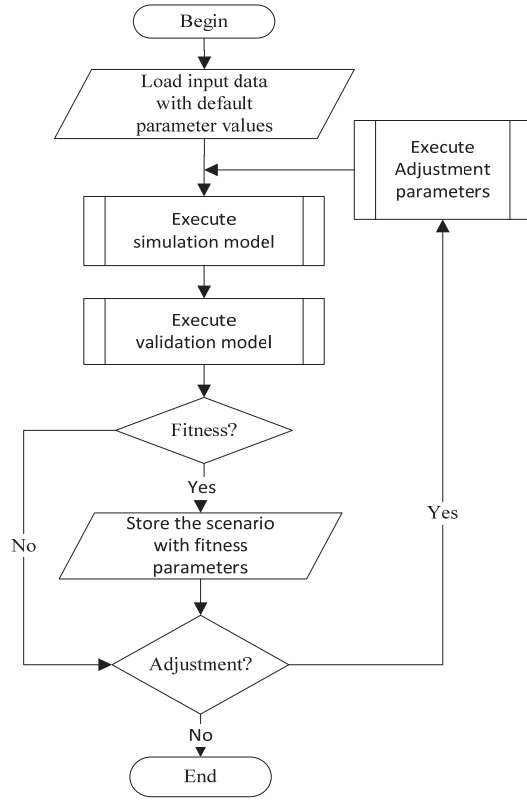 Begin
Load input data
with default
parameter values
Execute
Adjustment
parameters
Execute
simulation model
Execute
validation model
Fitness?
Yes
Store the scenario
with fitness
parameters
No
Yes
Adjustment?
No
End